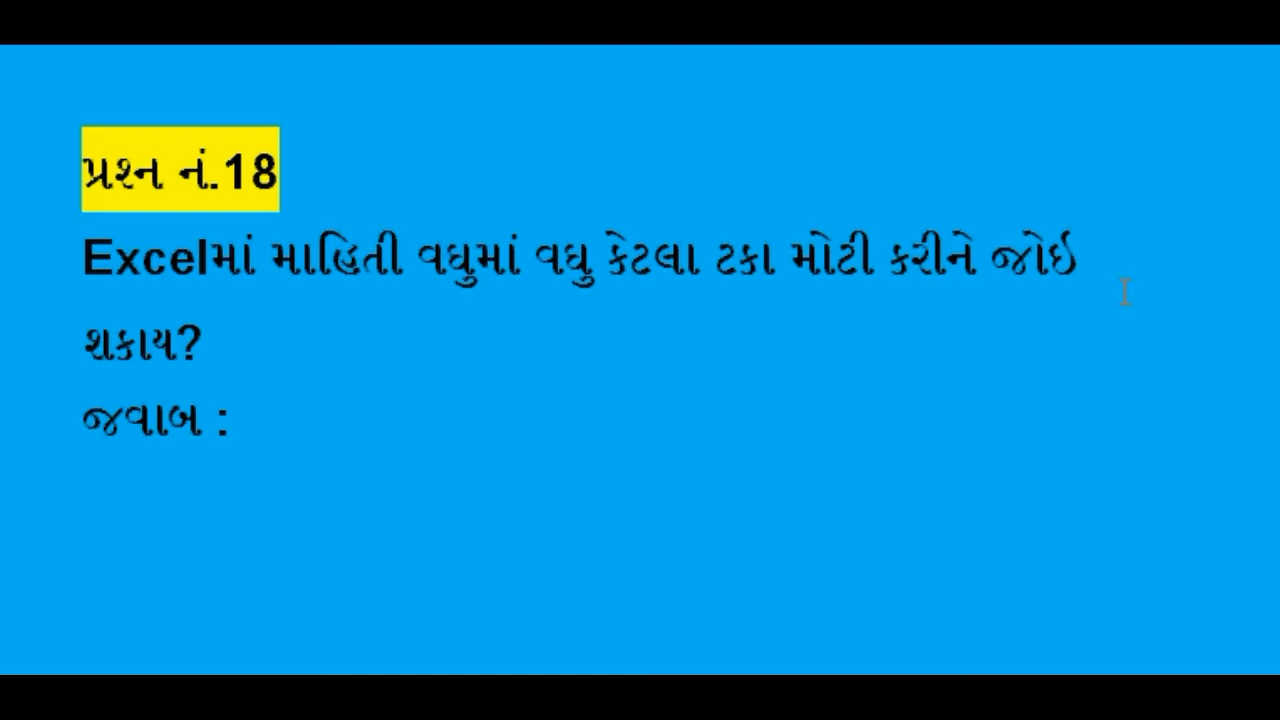 પ્રશ્ન નં.18
Excelમાં માહિતી વધુમાં વધુ કેટલા ટકા મોટી કરીને જોઈ
શકાય?
જવાબ :